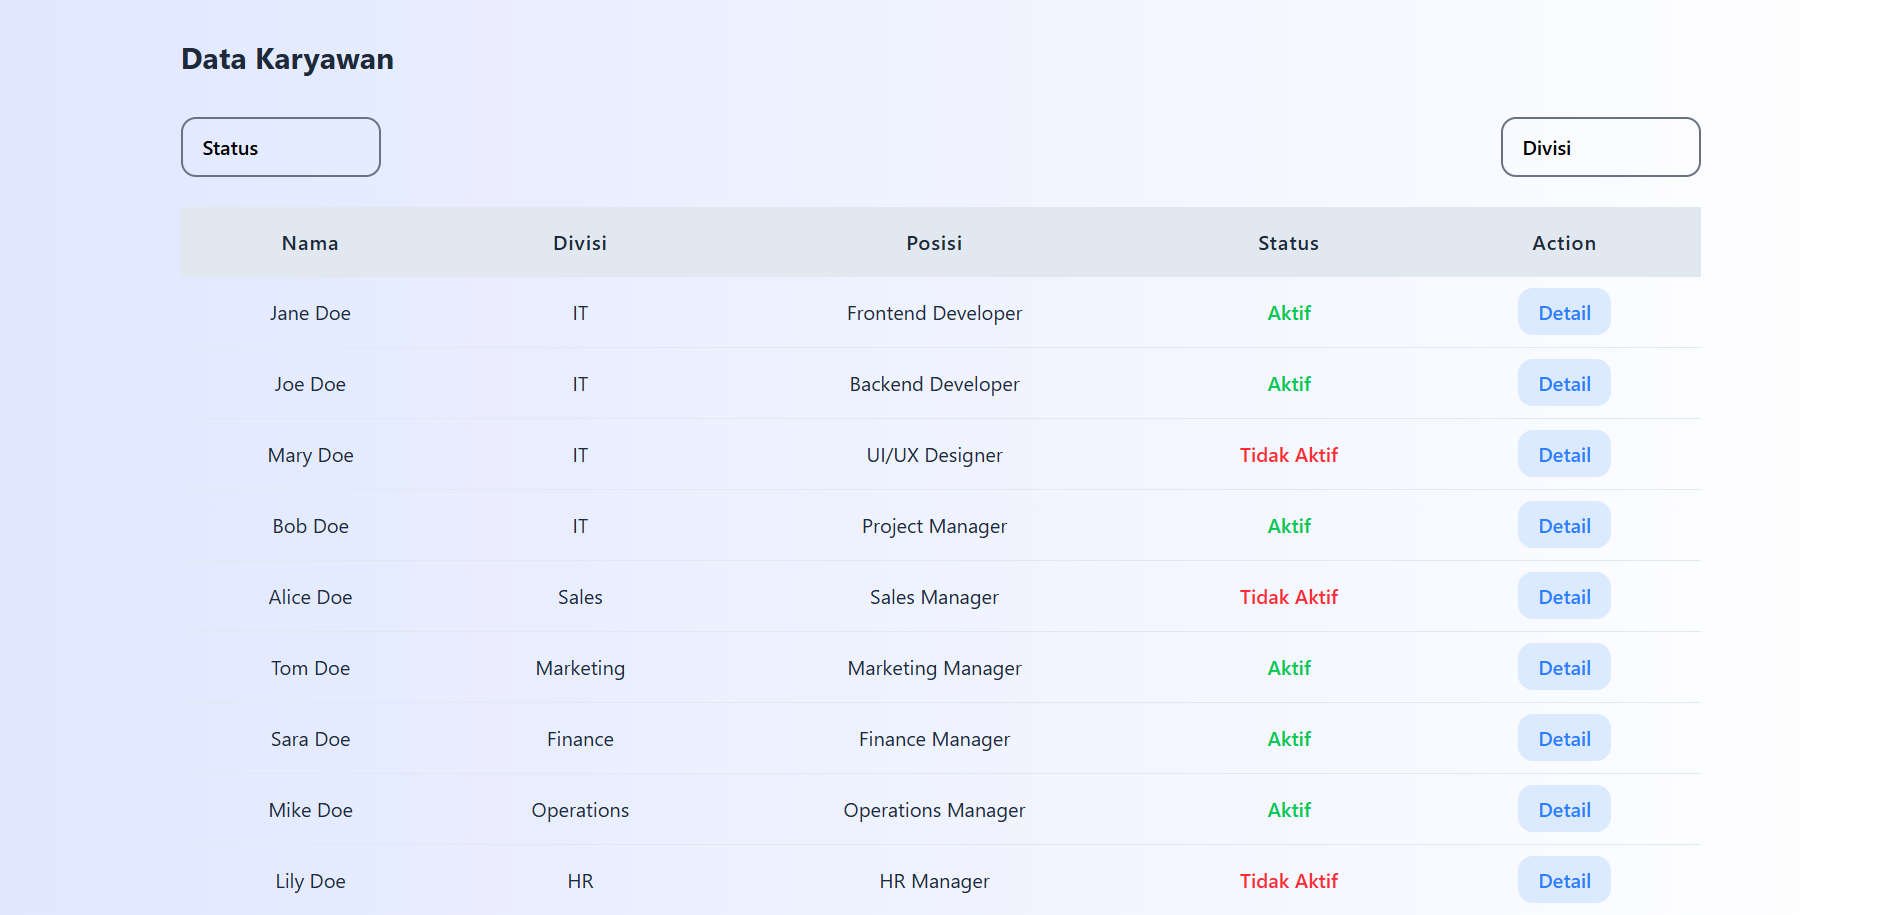 Data Karyawan
Status Divisi
Nama Divisi Posisi Status Action
Jane Doe IT Frontend Developer Aktif Detail
Joe Doe IT Backend Developer Aktif Detail
Mary Doe IT UI/UX Designer Tidak Aktif Detail
Bob Doe IT Project Manager Aktif Detail
Alice Doe Sales Sales Manager Tidak Aktif Detail
Tom Doe Marketing Marketing Manager Aktif Detail
Sara Doe Finance Finance Manager Aktif Detail
Mike Doe Operations Operations Manager Aktif Detail
Lily Doe HR HR Manager Tidak Aktif Detail